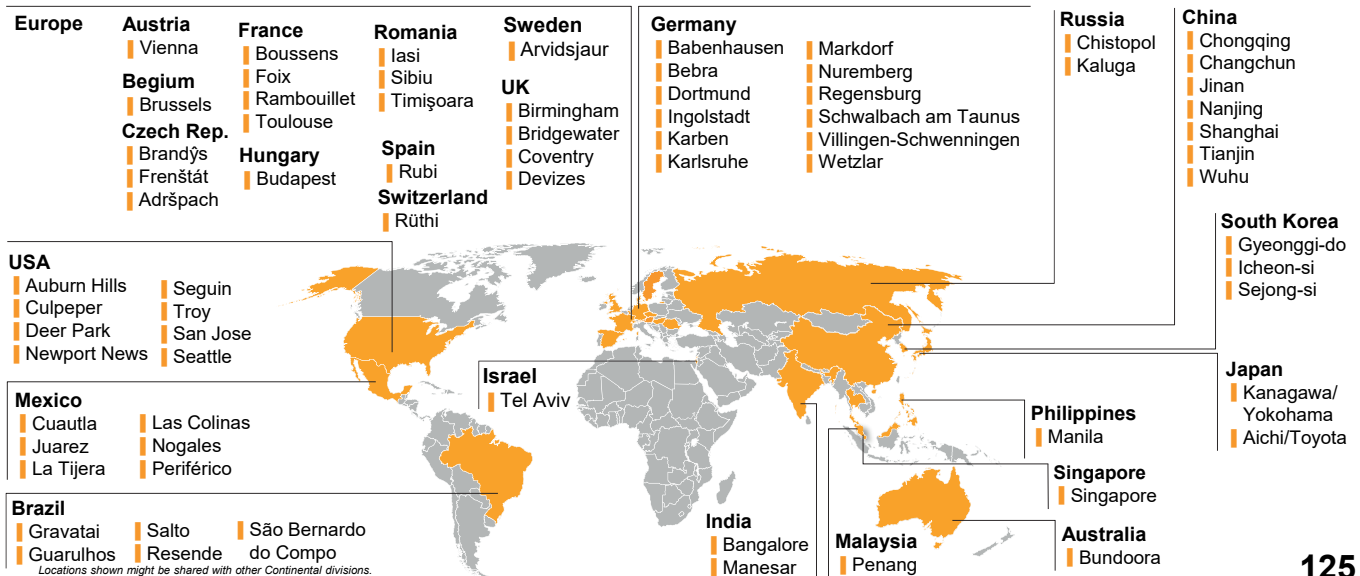 Europe
Austria
Vienna
Begium
Brussels
Czech Rep.
Brandŷs
Frenštát
Adršpach
France
Boussens
Foix
Rambouillet
Toulouse
Hungary
Budapest
Romania
Iasi
Sibiu
Timişoara
Spain
Rubi
Switzerland
Rüthi
Sweden
Arvidsjaur
UK
Birmingham
Bridgewater
Coventry
Devizes
Germany
Babenhausen
Bebra
Dortmund
Ingolstadt
Karben
Karlsruhe
Markdorf
Nuremberg
Regensburg
Schwalbach am Taunus
Villingen-Schwenningen
Wetzlar
Russia
Chistopol
Kaluga
China
Chongqing
Changchun
Jinan
Nanjing
Shanghai
Tianjin
Wuhu
South Korea
Gyeonggi-do
Icheon-si
Sejong-si
USA
Auburn Hills
Culpeper
Deer Park
Newport News
Seguin
Troy
San Jose
Seattle
Japan
Kanagawa/
Yokohama
Aichi/Toyota
Israel
Tel Aviv
Mexico
Cuautla
Juarez
La Tijera
Las Colinas
Nogales
Periférico
Philippines
Manila
Singapore
Singapore
Brazil
Gravatai
Guarulhos
Salto
Resende
São Bernardo
do Compo
India
Bangalore
Manesar
Malaysia
Penang
Australia
Bundoora
Locations shown might be shared with other Continental divisions.
125